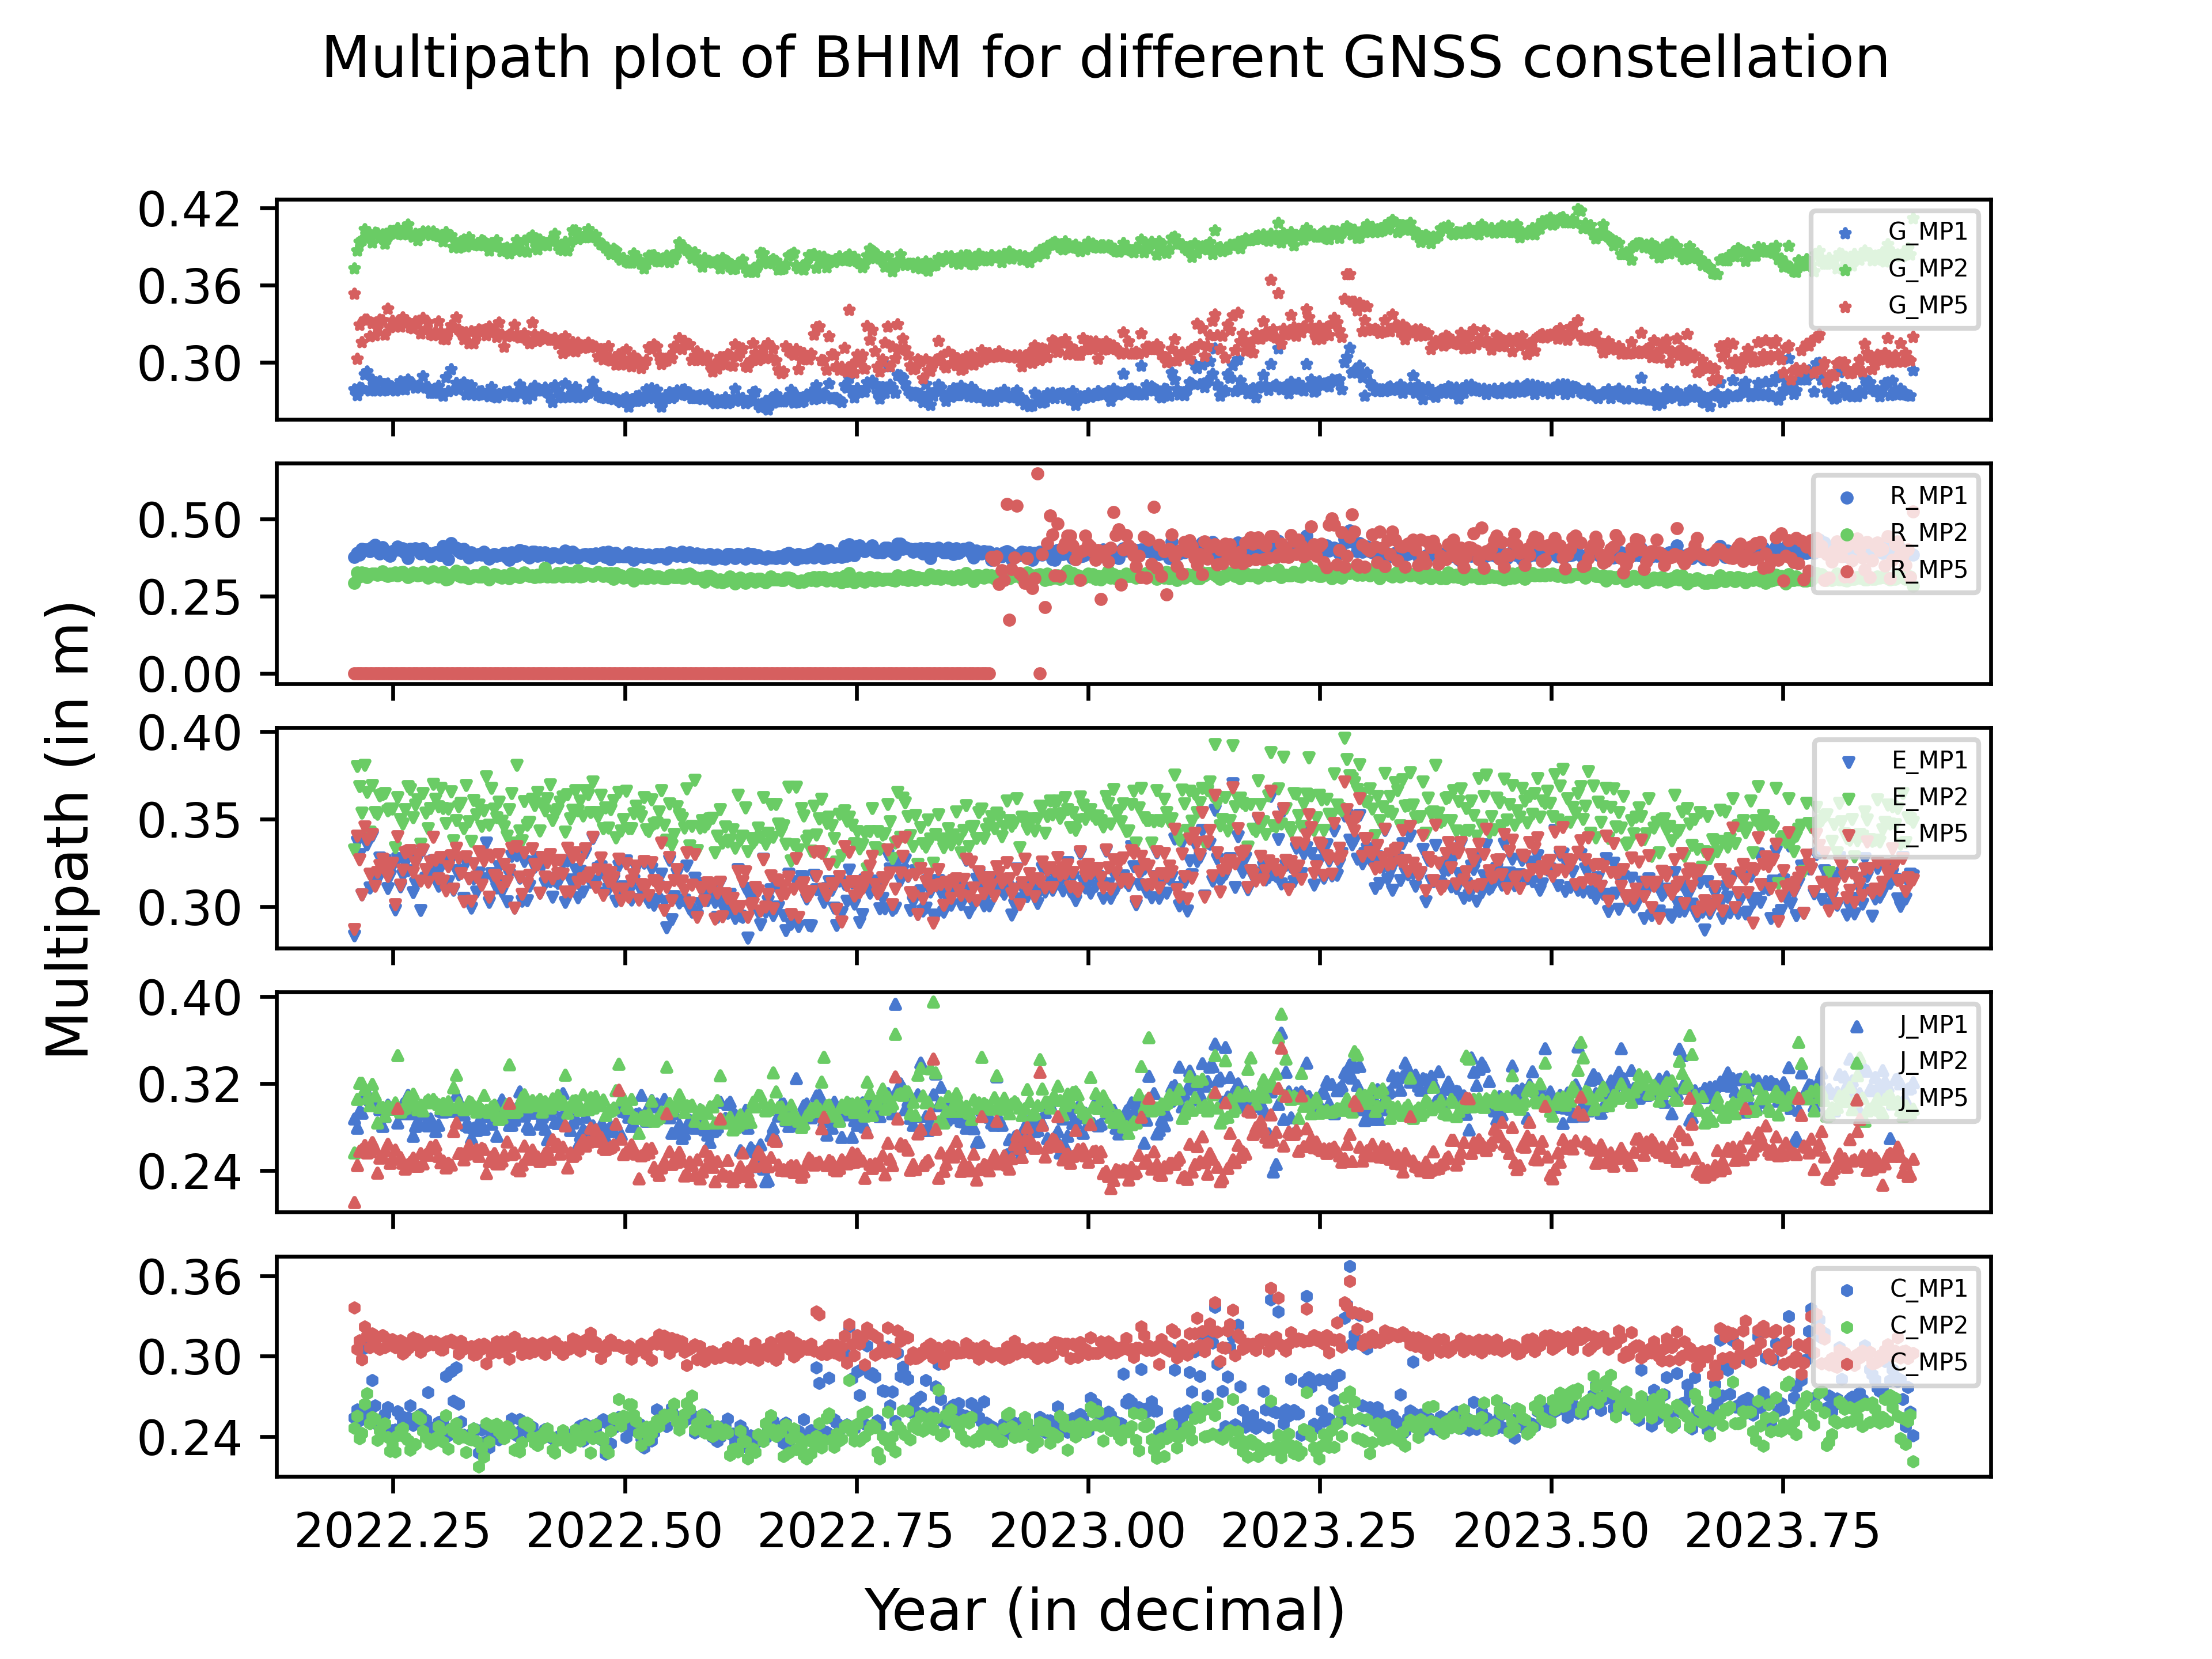 Multipath plot of BHIM for different GNSS constellation
Multipath (in m)
0.42
0.36
0.30
G_MP1
G_MP2
G_MP5
0.50
0.25
0.00
R_MP1
R_MP2
R_MP5
0.40
0.35
0.30
E_MP1
E_MP2
E_MP5
0.40
0.32
0.24
J_MP1
J_MP2
J_MP5
0.36
0.30
0.24
C_MP1
C_MP2
C_MP5
2022.25 2022.50 2022.75 2023.00 2023.25 2023.50 2023.75
Year (in decimal)